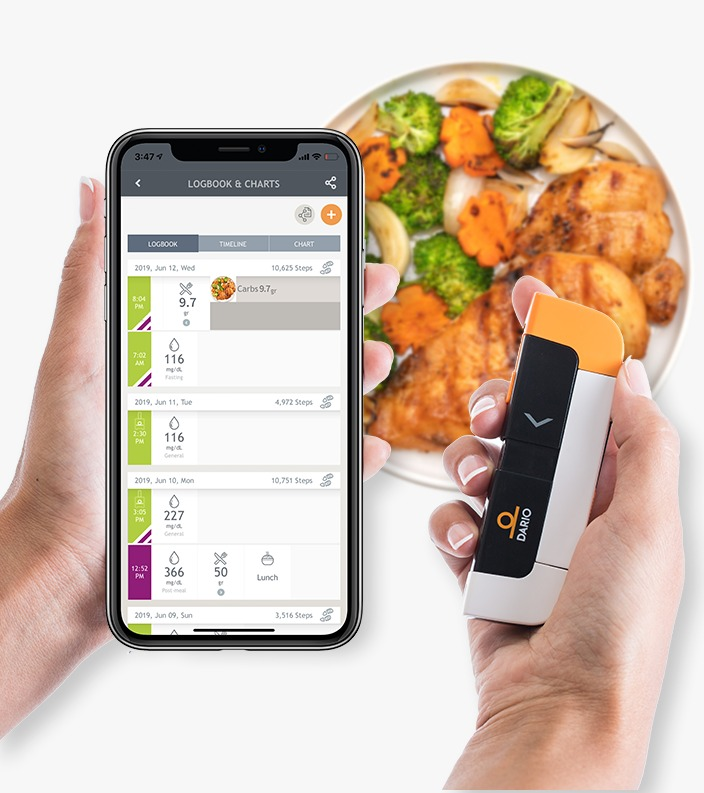 3:47
LOGBOOK & CHARTS
LOGBOOK TIMELINE CHART
2019, Jun 12, Wed 10,625 Steps
8:04 PM
9.7 gr
Carbs 9.7 gr
7:02 AM
116 mg/dL
Fasting
2019, Jun 11, Tue 4,972 Steps
2:30 PM
116 mg/dL
General
2019, Jun 10, Mon 10,751 Steps
3:05 PM
227 mg/dL
General
12:52 PM
366 mg/dL
Post meal
50 gr
Lunch
2019, Jun 09, Sun 3,516 Steps
DARIO